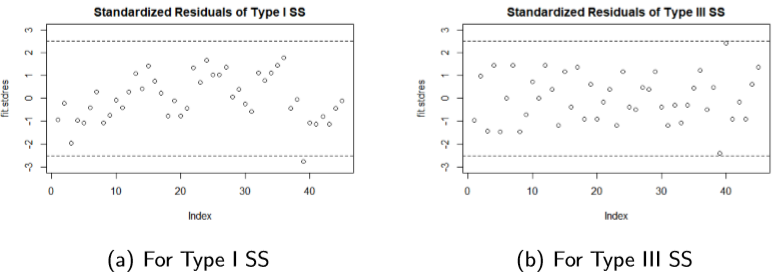 Standardized Residuals of Type I SS
fit.stdres
3
2
1
0
-1
-2
-3
0 10 20 30 40
Index
(a) For Type I SS
Standardized Residuals of Type III SS
fit.stdres
3
2
1
0
-1
-2
-3
0 10 20 30 40
Index
(b) For Type III SS